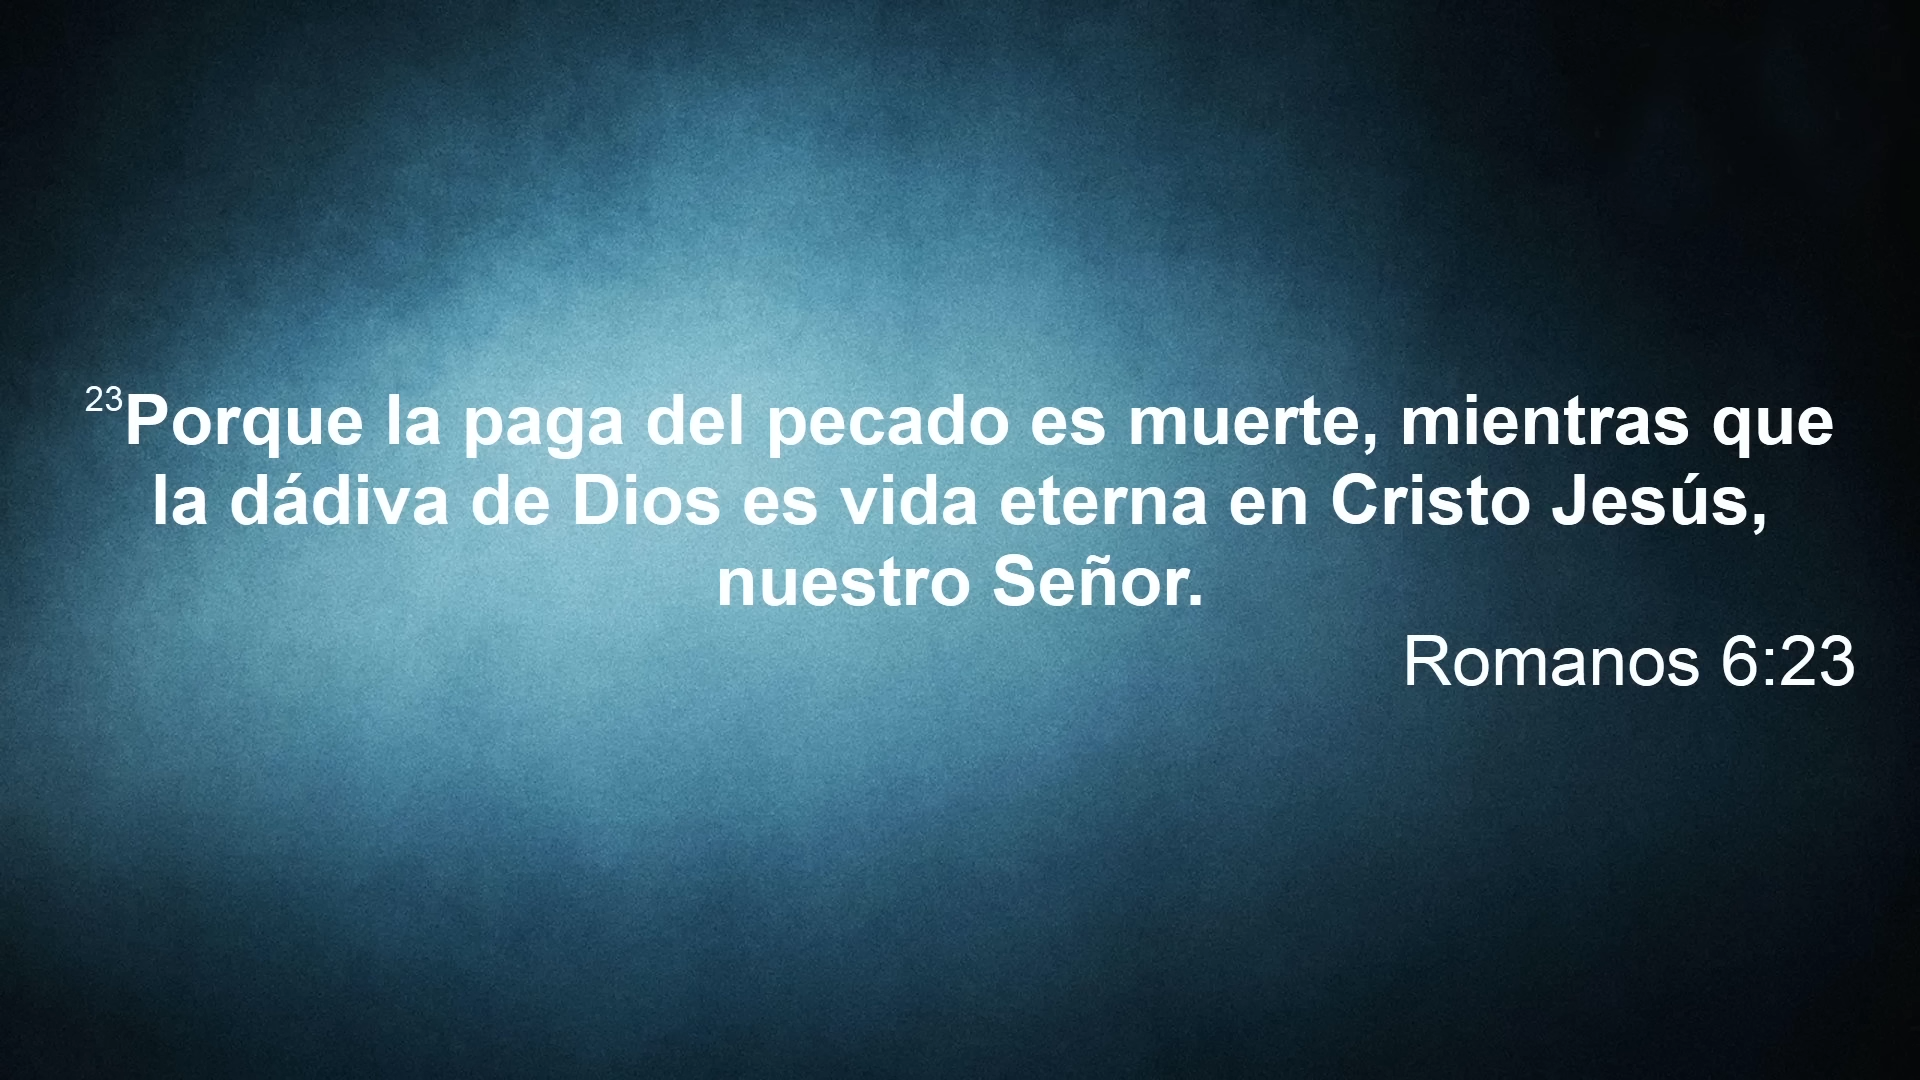 23Porque la paga del pecado es muerte, mientras que
la dádiva de Dios es vida eterna en Cristo Jesús,
nuestro Señor.
Romanos 6:23